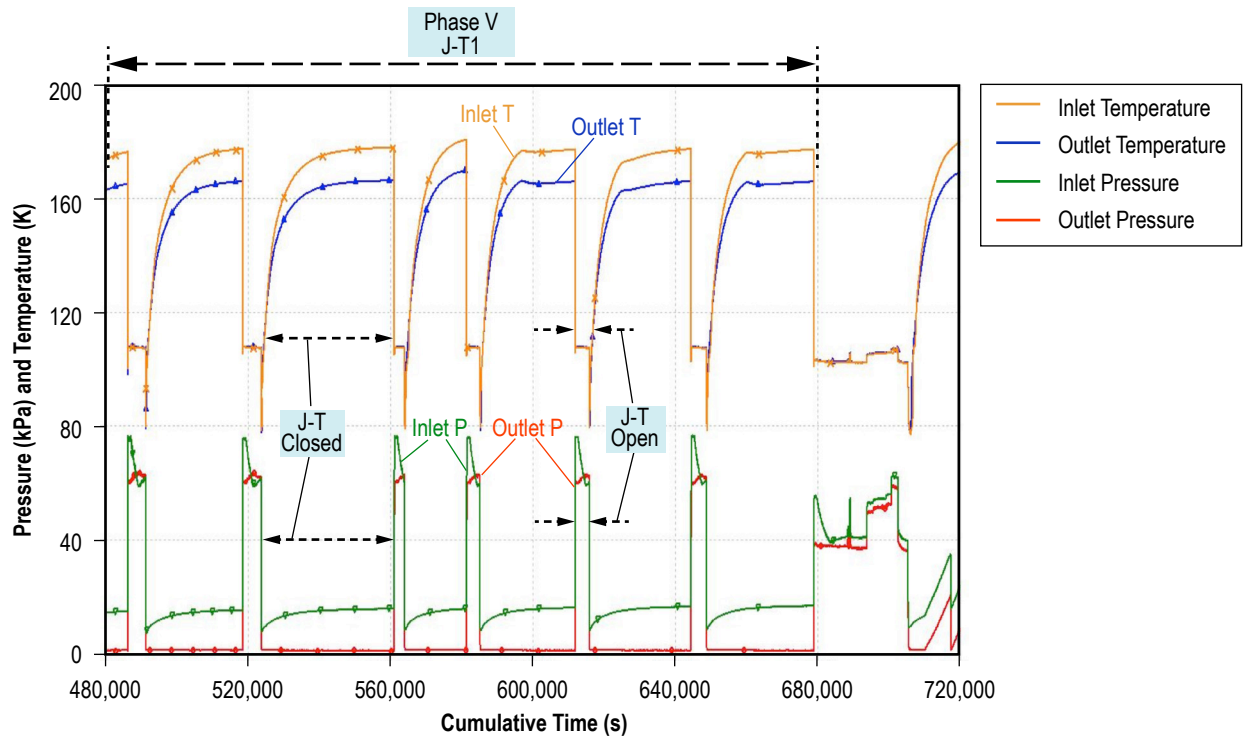 Phase V
J-T1
200
160
120
80
40
0
Pressure (kPa) and Temperature (K)
Inlet T
Outlet T
J-T
Closed
Inlet P
Outlet P
J-T
Open
480,000
520,000
560,000
600,000
640,000
680,000
720,000
Cumulative Time (s)
Inlet Temperature
Outlet Temperature
Inlet Pressure
Outlet Pressure